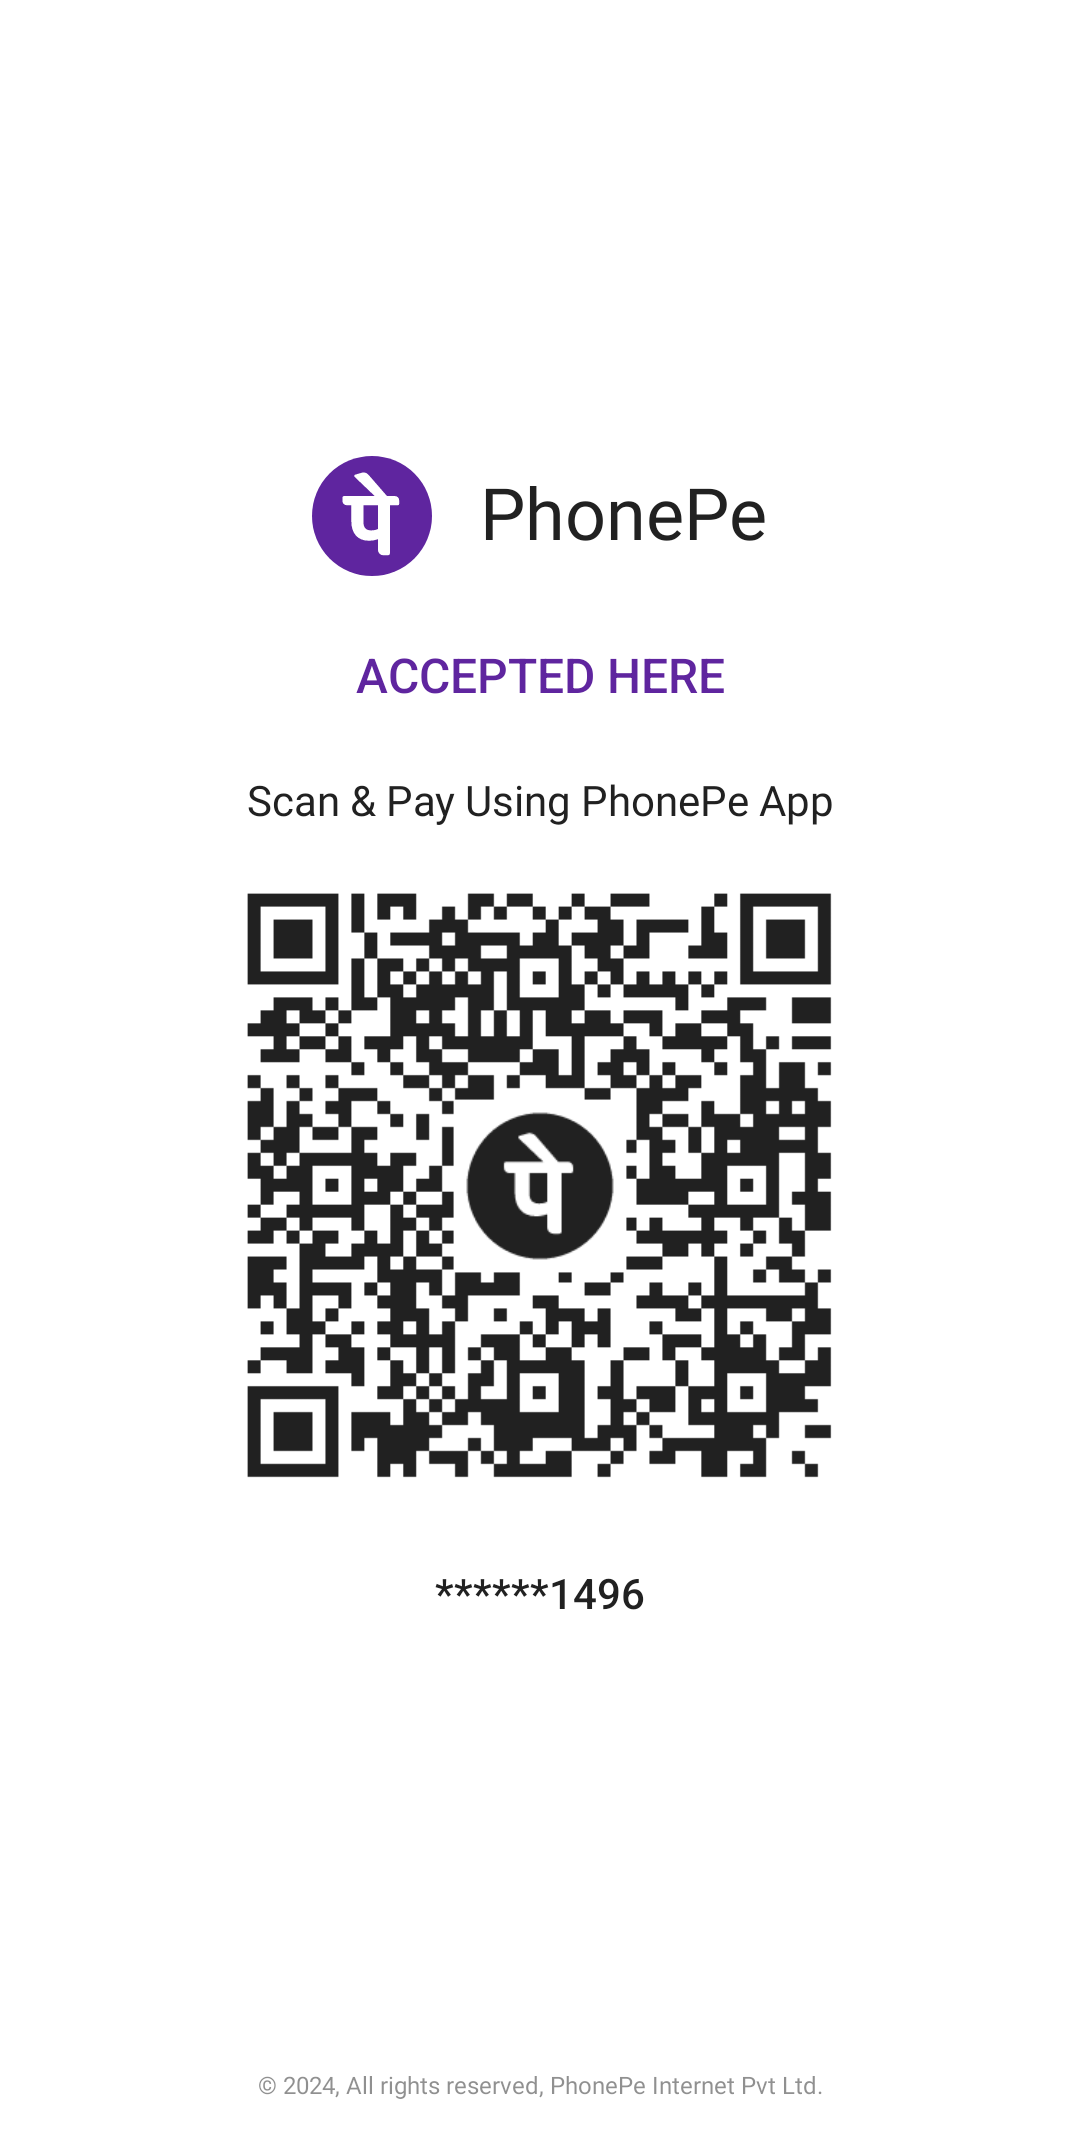 पे PhonePe
ACCEPTED HERE
Scan & Pay Using PhonePe App
पे
******1496
© 2024, All rights reserved, PhonePe Internet Pvt Ltd.